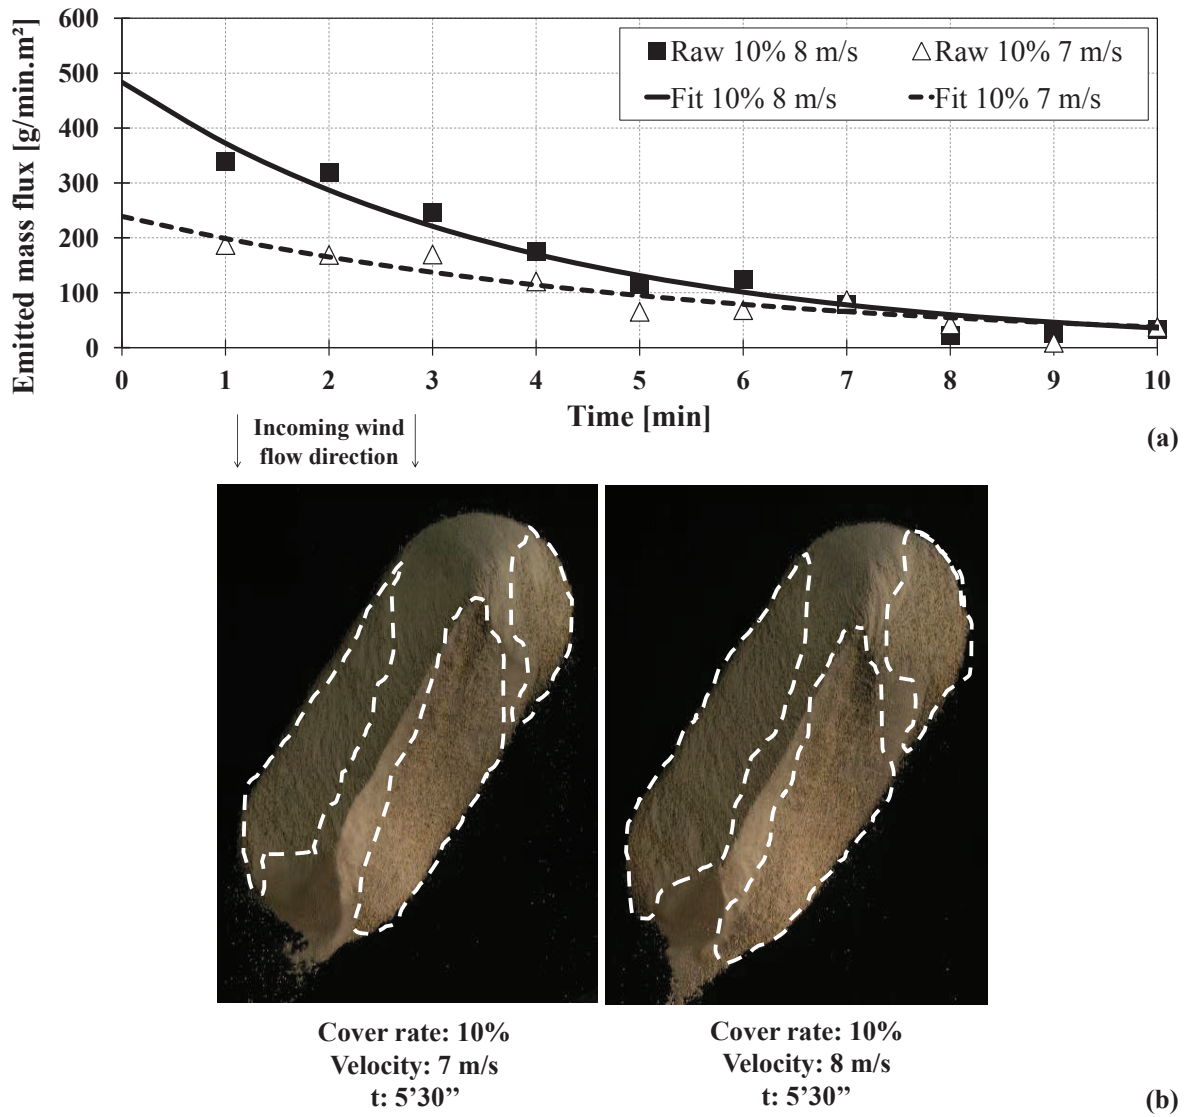 600
500
400
300
200
100
0
Emitted mass flux [g/min.m²]
Raw 10% 8 m/s
Raw 10% 7 m/s
Fit 10% 8 m/s
Fit 10% 7 m/s
0 1 2 3 4 5 6 7 8 9 10
Time [min]
(a)
Incoming wind
flow direction
Cover rate: 10%
Velocity: 7 m/s
t: 5’30”
Cover rate: 10%
Velocity: 8 m/s
t: 5’30”
(b)